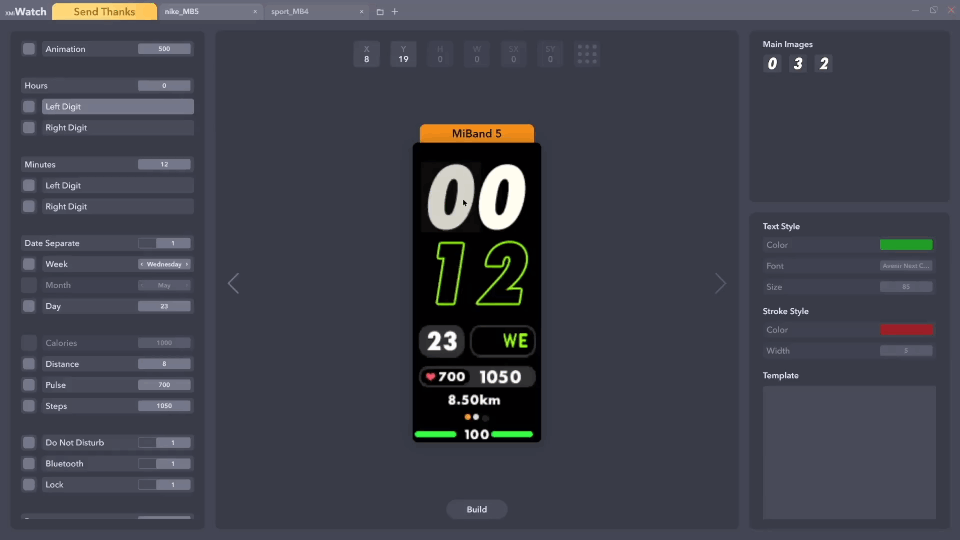 XMiWatch
Send Thanks
nike_MB5 ×
sport_MB4 ×
Animation 500
Hours 0
Left Digit
Right Digit
Minutes 12
Left Digit
Right Digit
Date Separate 1
Week Wednesday
Month May
Day 23
Calories 1000
Distance 8
Pulse 700
Steps 1050
Do Not Disturb 1
Bluetooth 1
Lock 1
X Y H W SX SY
8 19 0 0 0 0
MiBand 5
00
12
23 WE
700 1050
8.50km
100
Build
Main Images
0 3 2
Text Style
Color
Font Avenir Next C...
Size 80
Stroke Style
Color
Width 3
Template